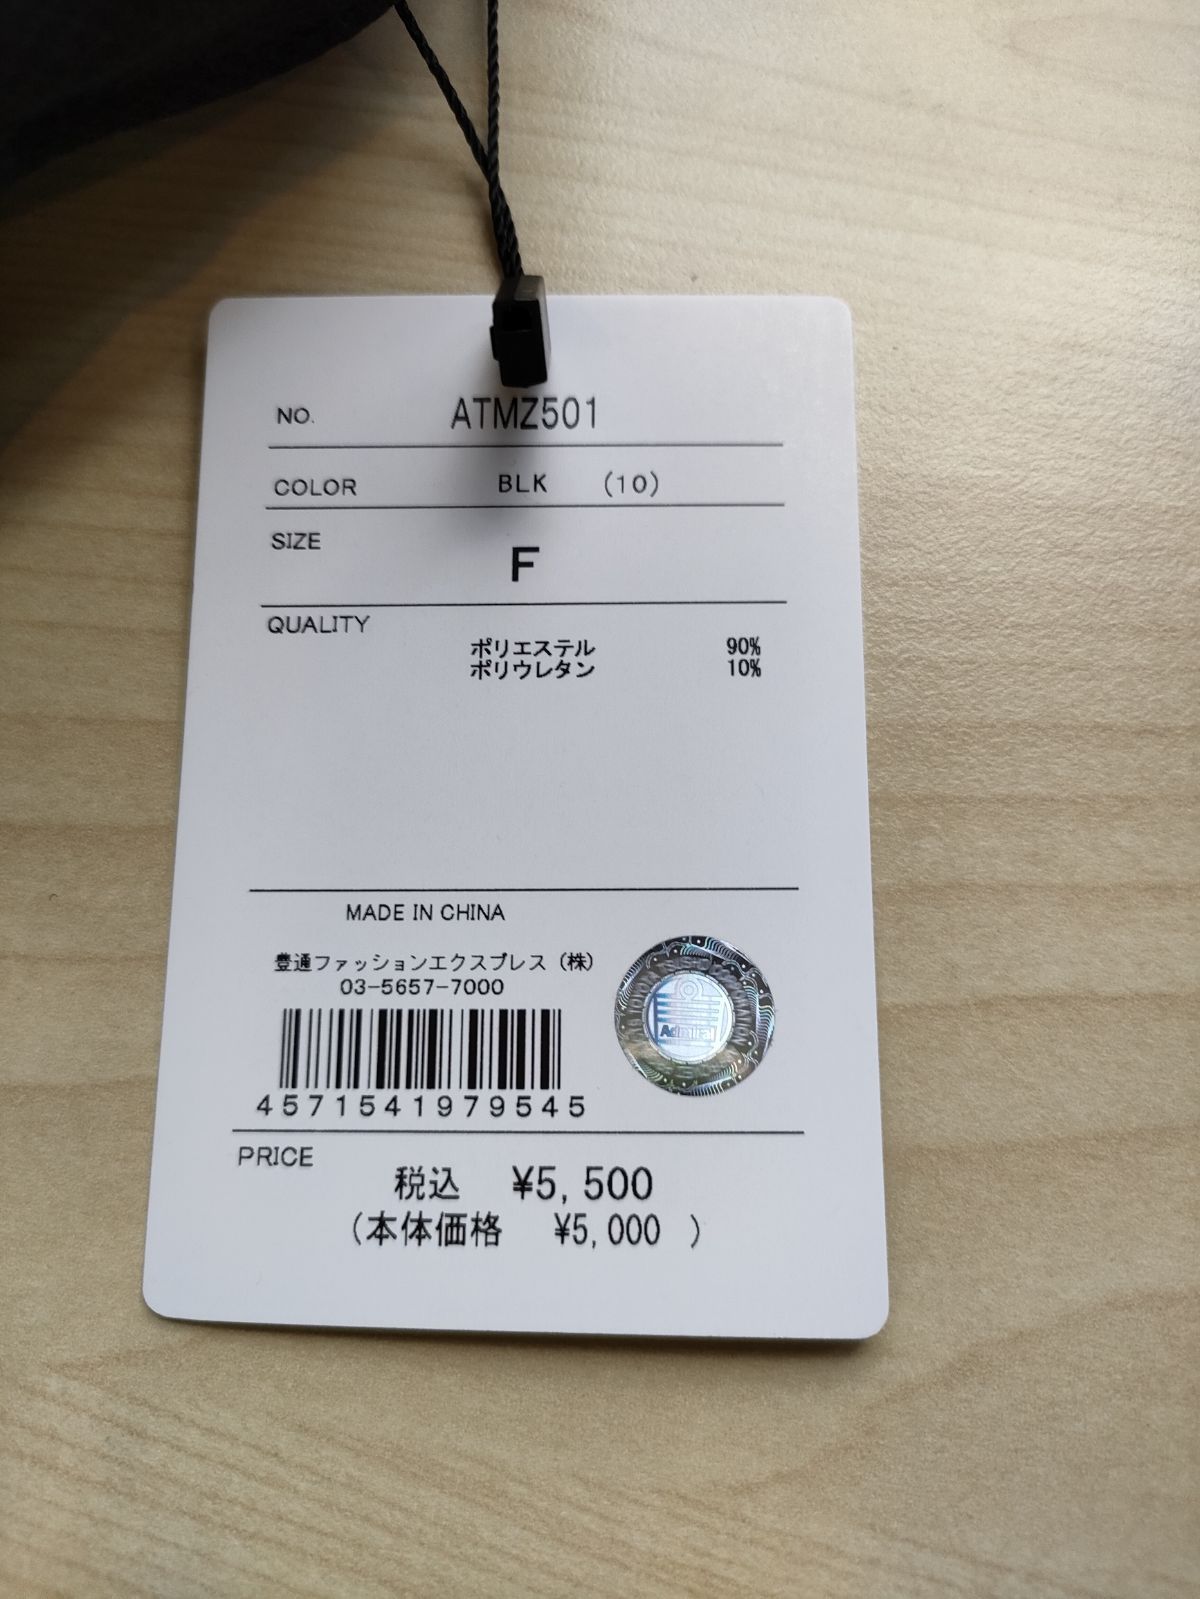 NO. ATMZ501
COLOR BLK (10)
SIZE F
QUALITY
ポリエステル 90%
ポリウレタン 10%
MADE IN CHINA
豊通ファッションエクスプレス（株）
03-5657-7000
Admiral
4571541979545
PRICE
税込 ¥5,500
(本体価格 ¥5,000 )